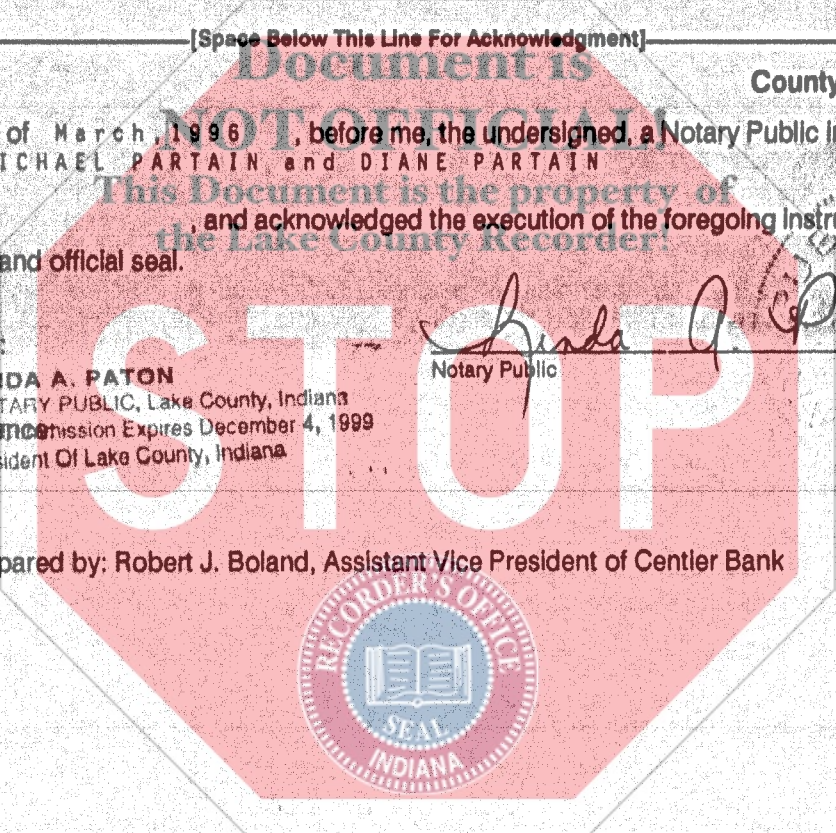 [Space Below This Line For Acknowledgment]
Document is
County
of March, 1996 , before me, the undersigned, a Notary Public i
NOT OFFICIAL!
ICHAEL PARTAIN and DIANE PARTAIN
This Document is the property of
, and acknowledged the execution of the foregoing instru
the Lake County Recorder!
and official seal.
STOP
Linda A. P
Notary Public
DA A. PATON
TARY PUBLIC, Lake County, Indiana
mission Expires December 4, 1999
sident Of Lake County, Indiana
pared by: Robert J. Boland, Assistant Vice President of Centier Bank
RECORDER'S OFFICE
SEAL
INDIANA